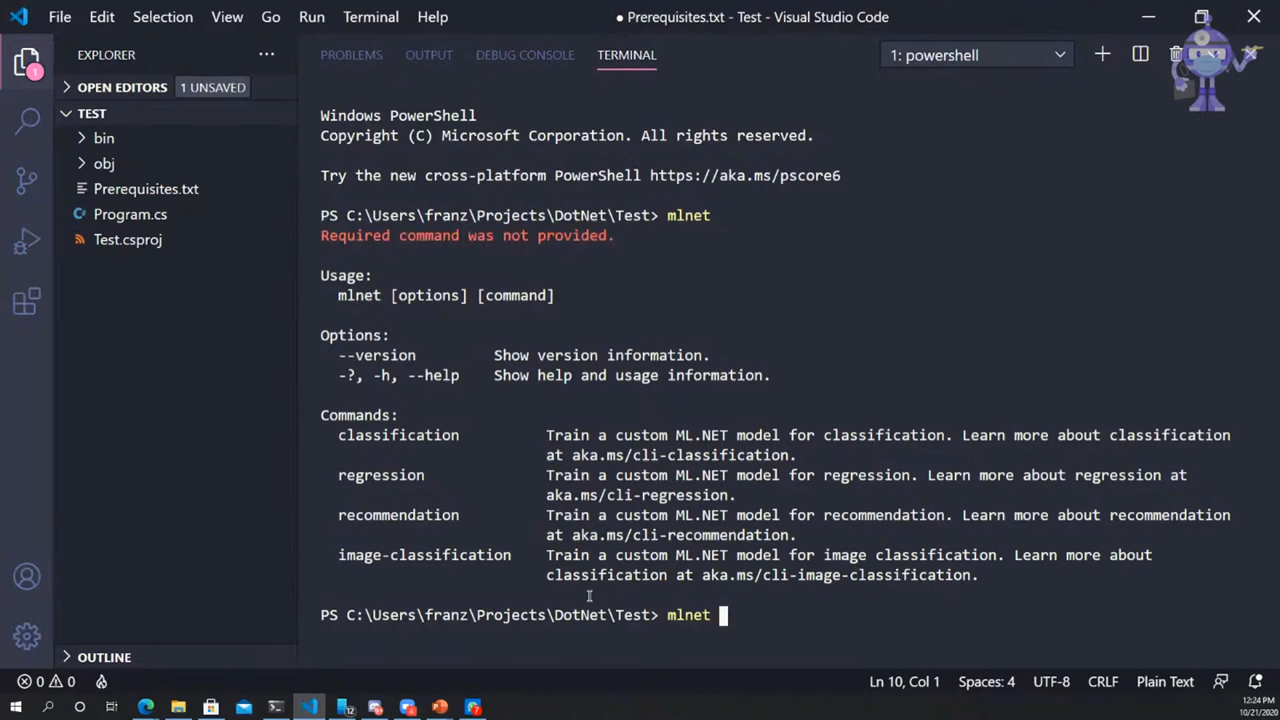 File Edit Selection View Go Run Terminal Help
● Prerequisites.txt - Test - Visual Studio Code
EXPLORER
OPEN EDITORS 1 UNSAVED
TEST
bin
obj
Prerequisites.txt
Program.cs
Test.csproj
OUTLINE
1
PROBLEMS OUTPUT DEBUG CONSOLE TERMINAL
1: powershell
Windows PowerShell
Copyright (C) Microsoft Corporation. All rights reserved.
Try the new cross-platform PowerShell https://aka.ms/pscore6
PS C:\Users\franz\Projects\DotNet\Test> mlnet
Required command was not provided.
Usage:
mlnet [options] [command]
Options:
--version Show version information.
-?, -h, --help Show help and usage information.
Commands:
classification Train a custom ML.NET model for classification. Learn more about classification
at aka.ms/cli-classification.
regression Train a custom ML.NET model for regression. Learn more about regression at
aka.ms/cli-regression.
recommendation Train a custom ML.NET model for recommendation. Learn more about recommendation
at aka.ms/cli-recommendation.
image-classification Train a custom ML.NET model for image classification. Learn more about
classification at aka.ms/cli-image-classification.
PS C:\Users\franz\Projects\DotNet\Test> mlnet
0 0
Ln 10, Col 1 Spaces: 4 UTF-8 CRLF Plain Text
12:24 PM
10/21/2020